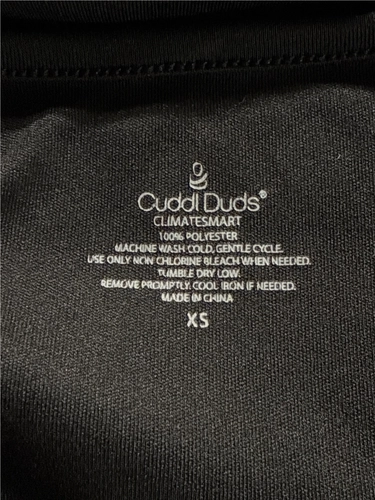 Cuddl Duds®
CLIMATESMART
100% POLYESTER
MACHINE WASH COLD, GENTLE CYCLE.
USE ONLY NON CHLORINE BLEACH WHEN NEEDED.
TUMBLE DRY LOW.
REMOVE PROMPTLY. COOL IRON IF NEEDED.
MADE IN CHINA
XS